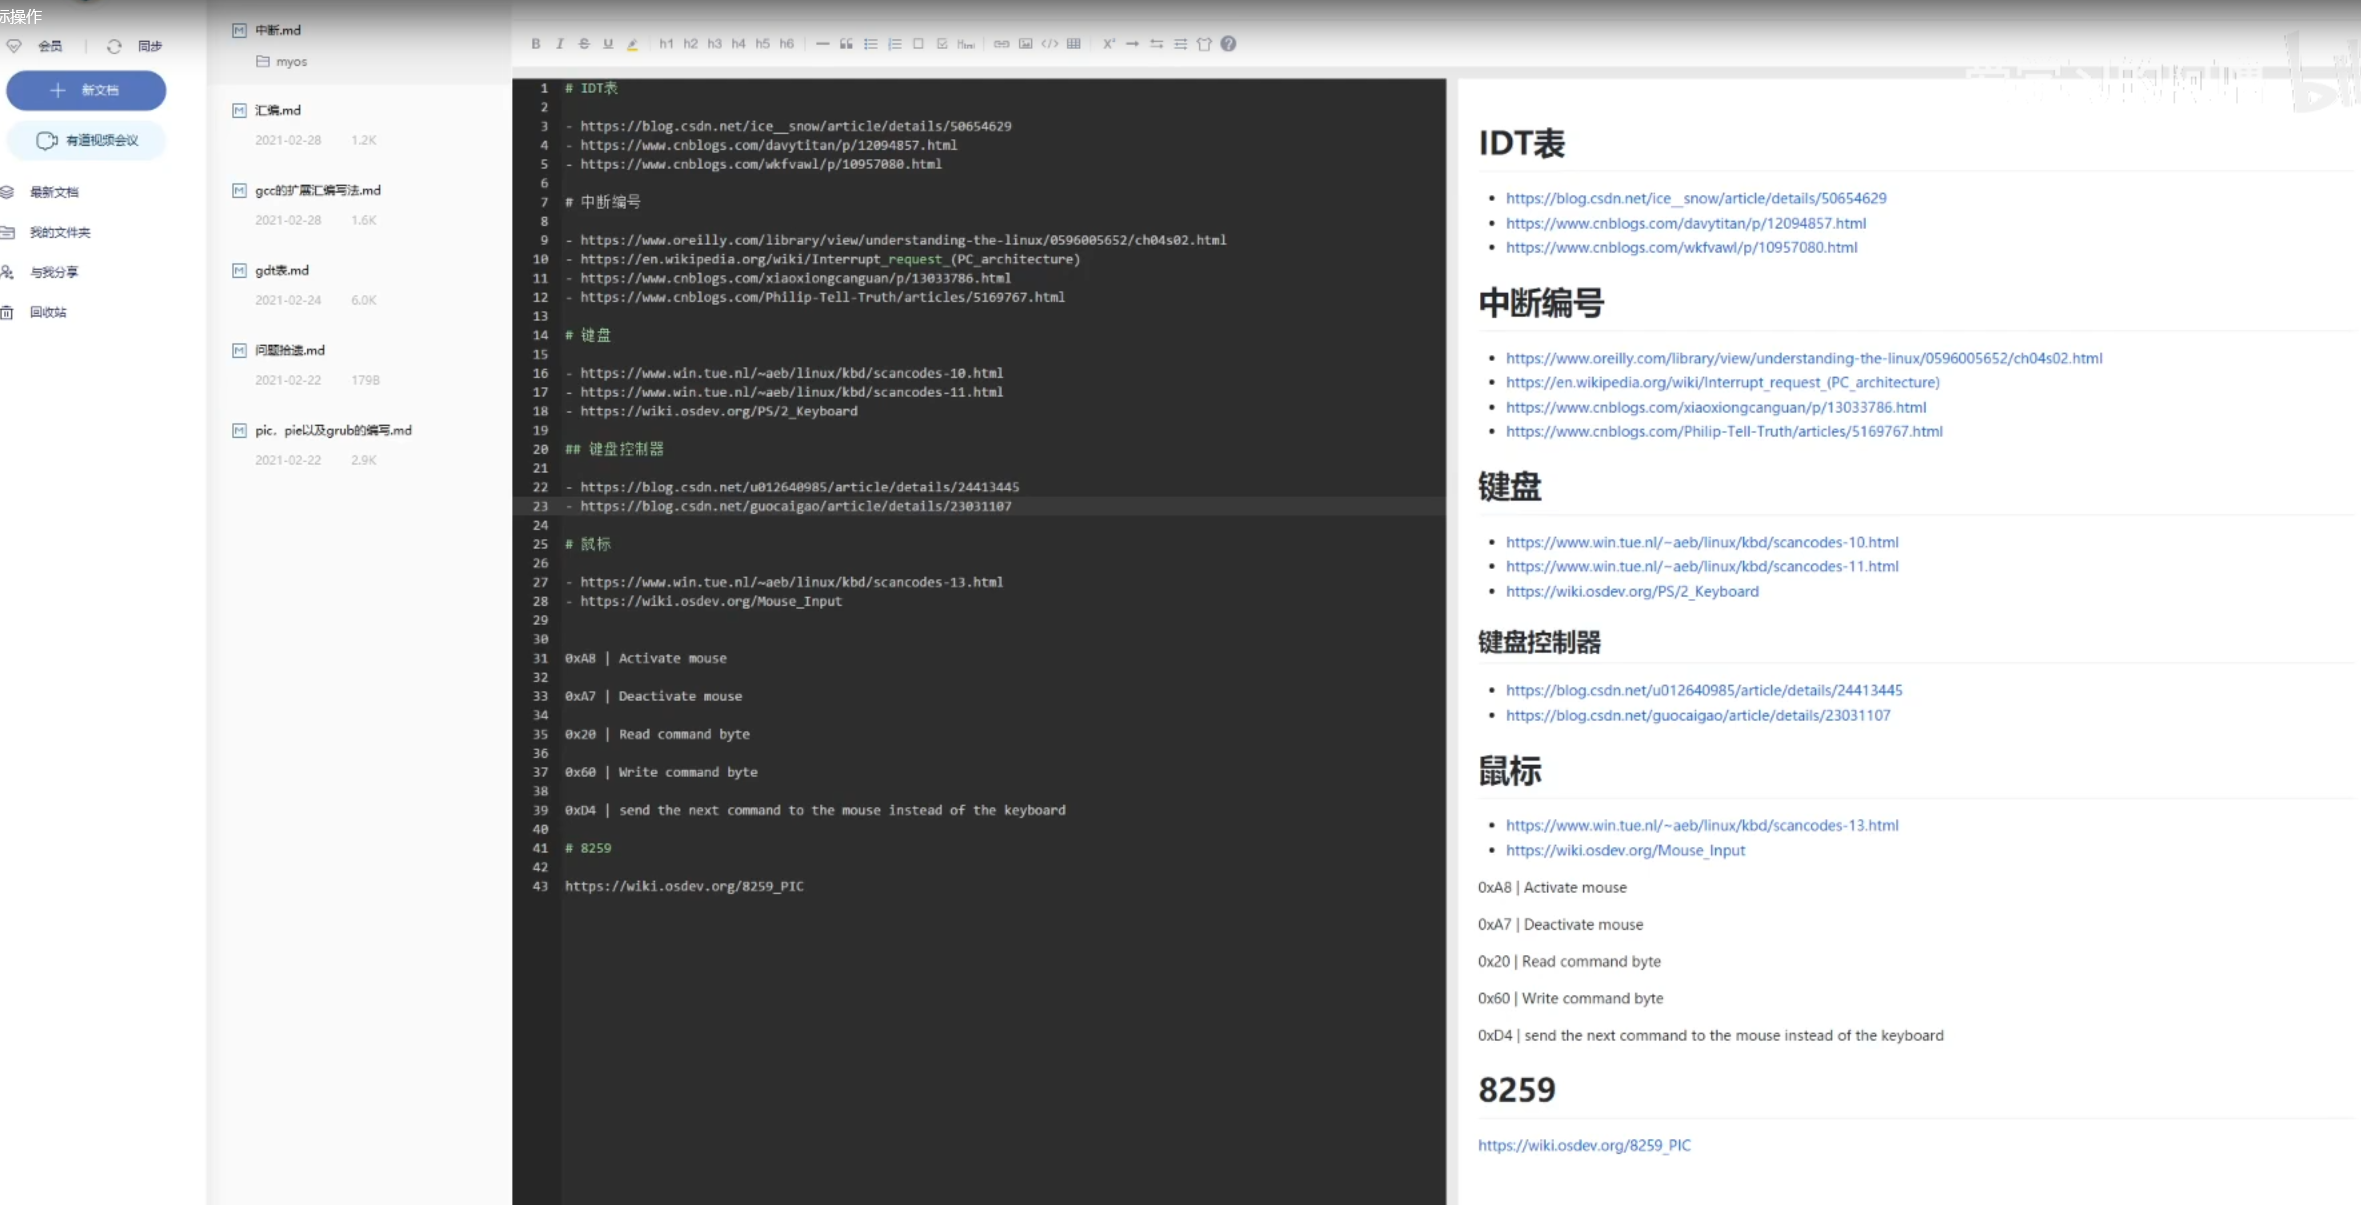 标操作
会员 | 同步
新文档
有道视频会议
最新文档
我的文件夹
与我分享
回收站
中断.md
myos
汇编.md
2021-02-28 1.2K
gcc的扩展汇编写法.md
2021-02-28 1.6K
gdt表.md
2021-02-24 6.0K
问题拾遗.md
2021-02-22 179B
pic．pie以及grub的编写.md
2021-02-22 2.9K
B I S U h1 h2 h3 h4 h5 h6 Html </> X² ?
1 # IDT表
2
3 - https://blog.csdn.net/ice__snow/article/details/50654629
4 - https://www.cnblogs.com/davytitan/p/12094857.html
5 - https://www.cnblogs.com/wkfvawl/p/10957080.html
6
7 # 中断编号
8
9 - https://www.oreilly.com/library/view/understanding-the-linux/0596005652/ch04s02.html
10 - https://en.wikipedia.org/wiki/Interrupt_request_(PC_architecture)
11 - https://www.cnblogs.com/xiaoxiongcanguan/p/13033786.html
12 - https://www.cnblogs.com/Philip-Tell-Truth/articles/5169767.html
13
14 # 键盘
15
16 - https://www.win.tue.nl/~aeb/linux/kbd/scancodes-10.html
17 - https://www.win.tue.nl/~aeb/linux/kbd/scancodes-11.html
18 - https://wiki.osdev.org/PS/2_Keyboard
19
20 ## 键盘控制器
21
22 - https://blog.csdn.net/u012640985/article/details/24413445
23 - https://blog.csdn.net/guocaigao/article/details/23031107
24
25 # 鼠标
26
27 - https://www.win.tue.nl/~aeb/linux/kbd/scancodes-13.html
28 - https://wiki.osdev.org/Mouse_Input
29
30
31 0xA8 | Activate mouse
32
33 0xA7 | Deactivate mouse
34
35 0x20 | Read command byte
36
37 0x60 | Write command byte
38
39 0xD4 | send the next command to the mouse instead of the keyboard
40
41 # 8259
42
43 https://wiki.osdev.org/8259_PIC
IDT表
• https://blog.csdn.net/ice__snow/article/details/50654629
• https://www.cnblogs.com/davytitan/p/12094857.html
• https://www.cnblogs.com/wkfvawl/p/10957080.html
中断编号
• https://www.oreilly.com/library/view/understanding-the-linux/0596005652/ch04s02.html
• https://en.wikipedia.org/wiki/Interrupt_request_(PC_architecture)
• https://www.cnblogs.com/xiaoxiongcanguan/p/13033786.html
• https://www.cnblogs.com/Philip-Tell-Truth/articles/5169767.html
键盘
• https://www.win.tue.nl/~aeb/linux/kbd/scancodes-10.html
• https://www.win.tue.nl/~aeb/linux/kbd/scancodes-11.html
• https://wiki.osdev.org/PS/2_Keyboard
键盘控制器
• https://blog.csdn.net/u012640985/article/details/24413445
• https://blog.csdn.net/guocaigao/article/details/23031107
鼠标
• https://www.win.tue.nl/~aeb/linux/kbd/scancodes-13.html
• https://wiki.osdev.org/Mouse_Input
0xA8 | Activate mouse
0xA7 | Deactivate mouse
0x20 | Read command byte
0x60 | Write command byte
0xD4 | send the next command to the mouse instead of the keyboard
8259
https://wiki.osdev.org/8259_PIC